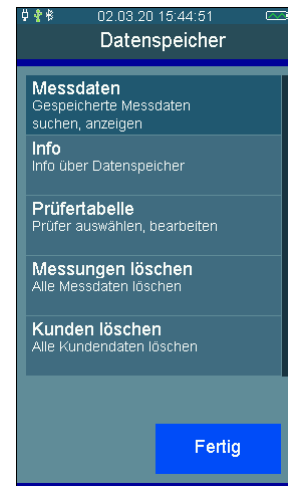 02.03.20 15:44:51
Datenspeicher
Messdaten
Gespeicherte Messdaten
suchen, anzeigen
Info
Info über Datenspeicher
Prüfertabelle
Prüfer auswählen, bearbeiten
Messungen löschen
Alle Messdaten löschen
Kunden löschen
Alle Kundendaten löschen
Fertig